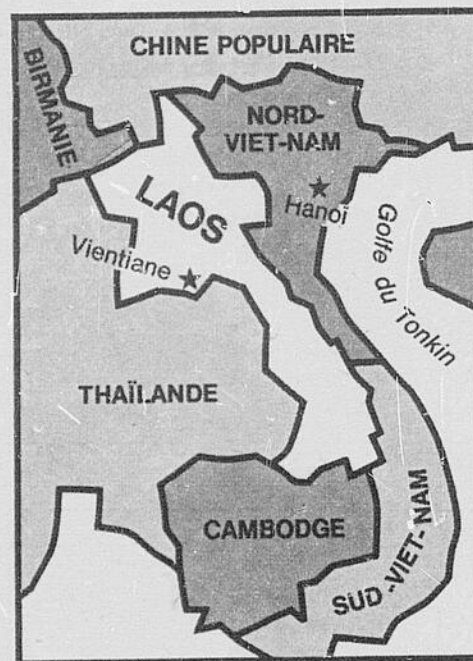 CHINE POPULAIRE
BIRMANIE
NORD-
VIET-NAM
Hanoï
LAOS
Vientiane
Golfe du Tonkin
THAÏLANDE
CAMBODGE
SUD-VIET-NAM